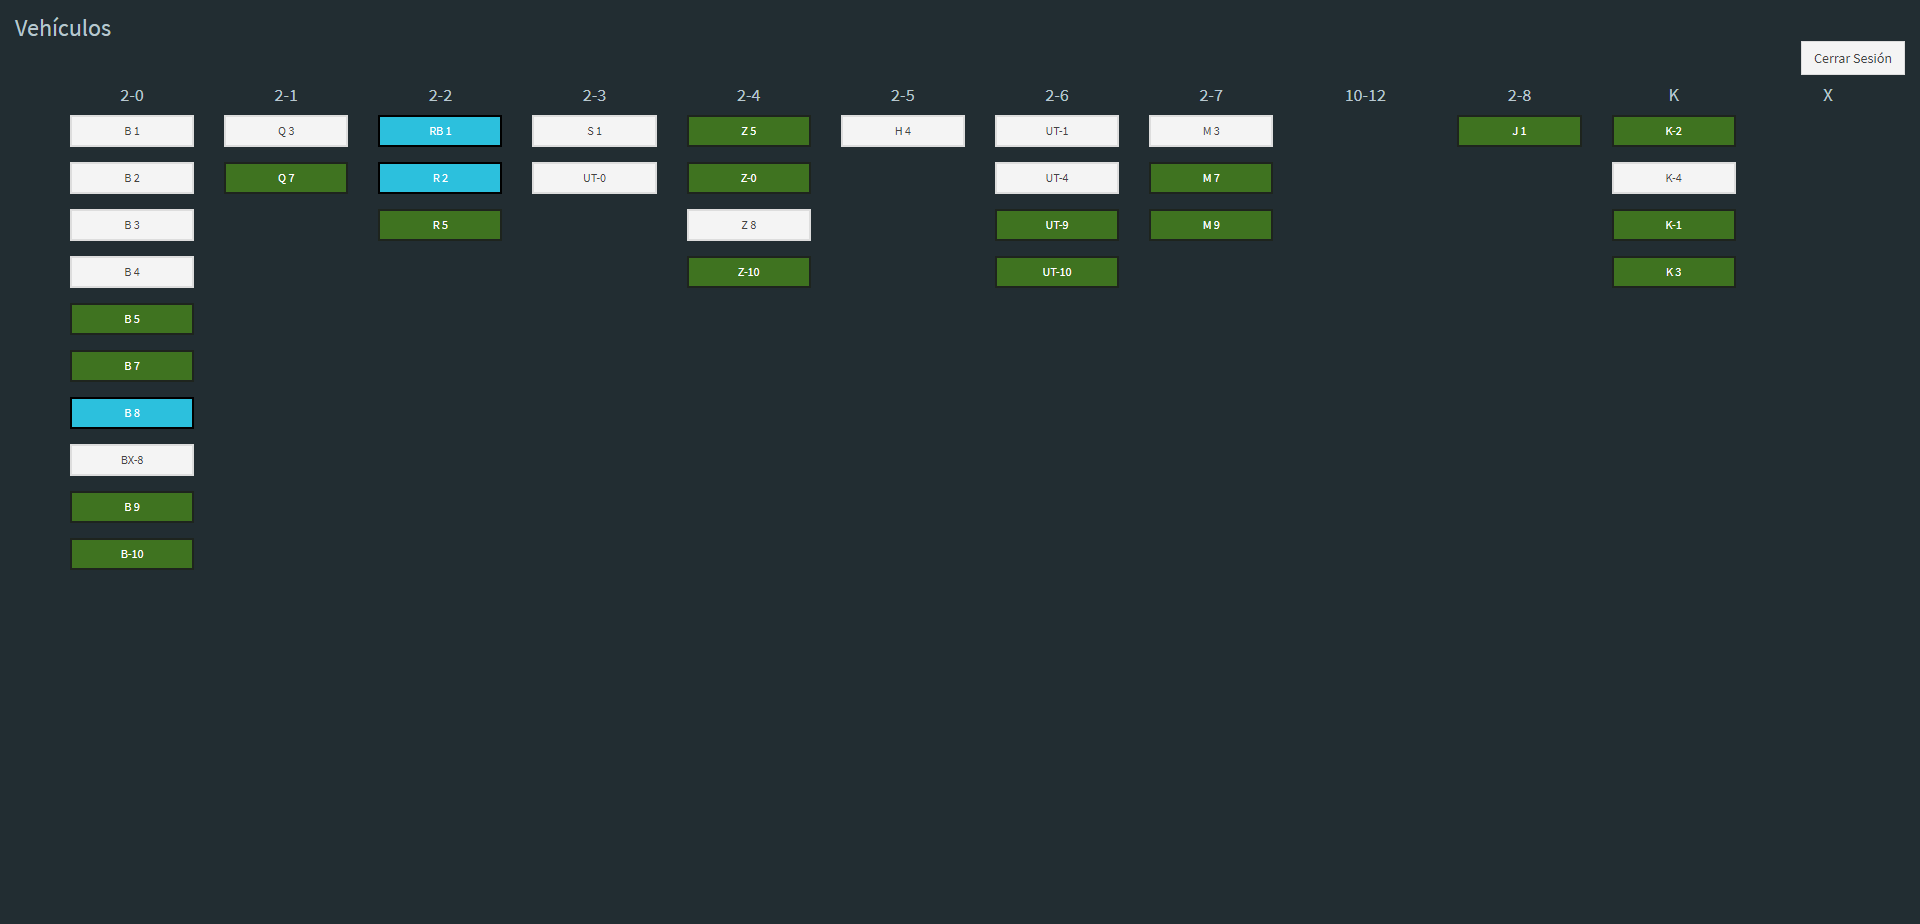 Vehículos
Cerrar Sesión
2-0 2-1 2-2 2-3 2-4 2-5 2-6 2-7 10-12 2-8 K X
B 1 Q 3 RB 1 S 1 Z 5 H 4 UT-1 M 3 J 1 K-2
B 2 Q 7 R 2 UT-0 Z-0 UT-4 M 7 K-4
B 3 R 5 Z 8 UT-9 M 9 K-1
B 4 Z-10 UT-10 K 3
B 5
B 7
B 8
BX-8
B 9
B-10